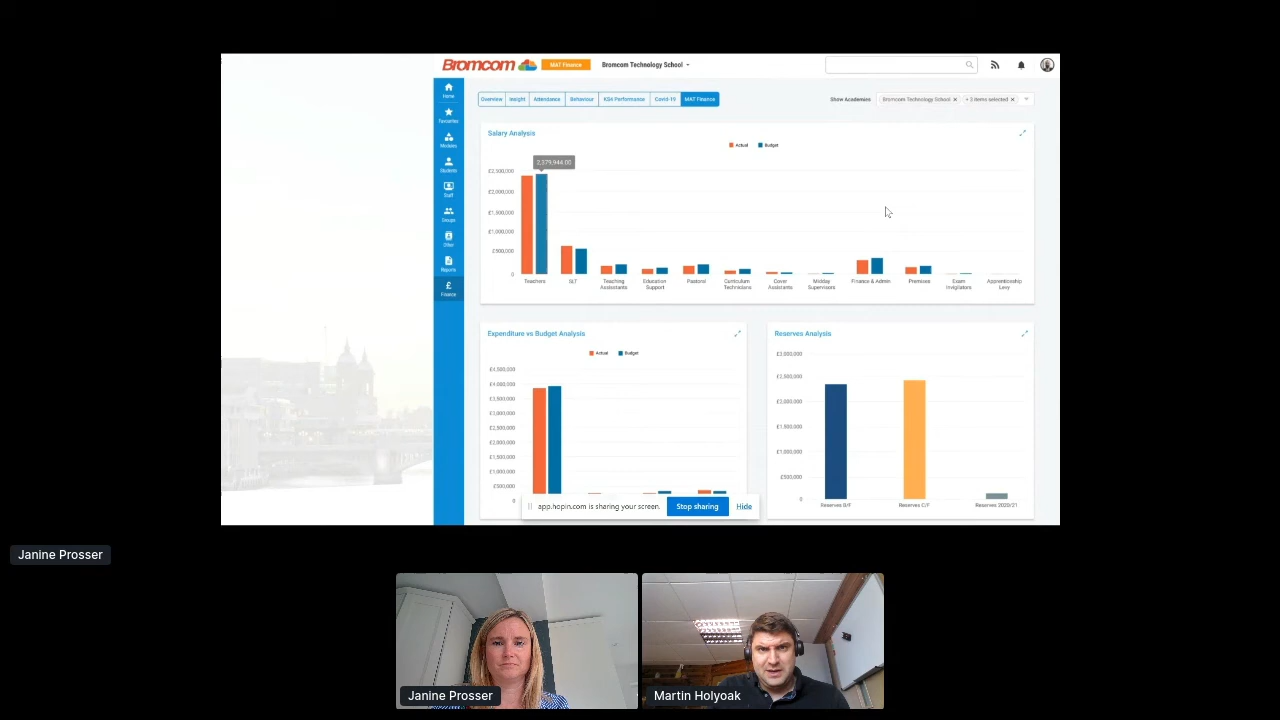 Bromcom MAT Finance Bromcom Technology School
Home
Favourites
Modules
Students
Staff
Groups
Other
Reports
£
Finance
Overview Insight Attendance Behaviour KS4 Performance Covid-19 MAT Finance
Show Academies Bromcom Technology School × + 3 items selected ×
Salary Analysis
Actual Budget
2,379,944.00
£2,500,000
£2,000,000
£1,500,000
£1,000,000
£500,000
0
Teachers
SLT
Teaching Assistants
Education Support
Pastoral
Curriculum Technicians
Cover Assistants
Midday Supervisors
Finance & Admin
Premises
Exam Invigilators
Apprenticeship Levy
Expenditure vs Budget Analysis
Actual Budget
£4,500,000
£4,000,000
£3,500,000
£3,000,000
£2,500,000
£2,000,000
£1,500,000
£1,000,000
£500,000
0
Reserves Analysis
£3,000,000
£2,500,000
£2,000,000
£1,500,000
£1,000,000
£500,000
0
Reserves B/F
Reserves C/F
Reserves 2020/21
app.hopin.com is sharing your screen. Stop sharing Hide
Janine Prosser
Janine Prosser
Martin Holyoak